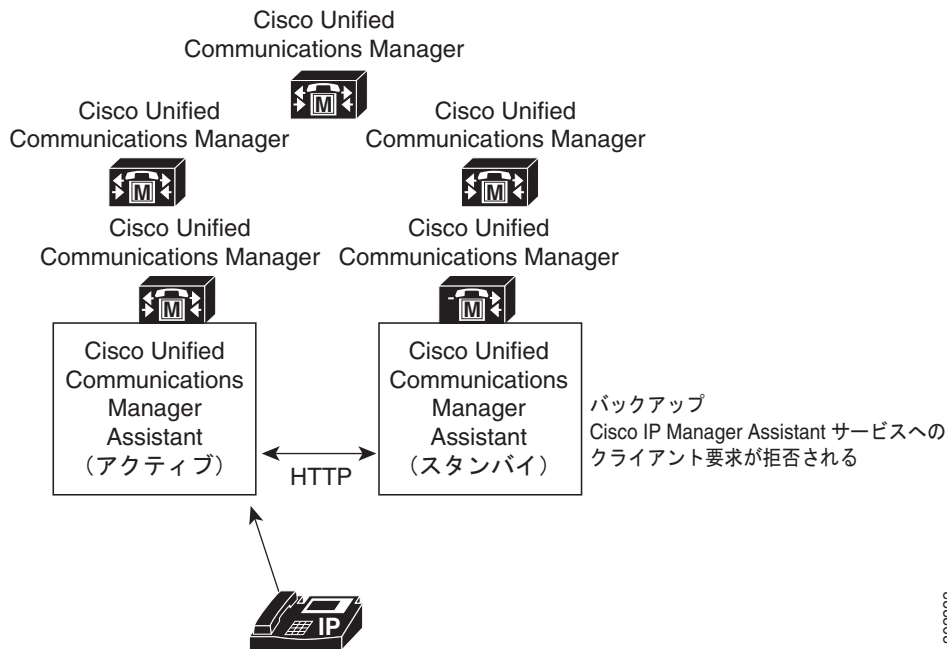 Cisco Unified
Communications Manager
M
Cisco Unified
Communications Manager
M
Cisco Unified
Communications Manager
M
Cisco Unified
Communications Manager
M
Cisco Unified
Communications Manager
M
Cisco Unified
Communications
Manager
Assistant
(アクティブ)
HTTP
Cisco Unified
Communications
Manager
Assistant
(スタンバイ)
バックアップ
Cisco IP Manager Assistant サービスへの
クライアント要求が拒否される
IP